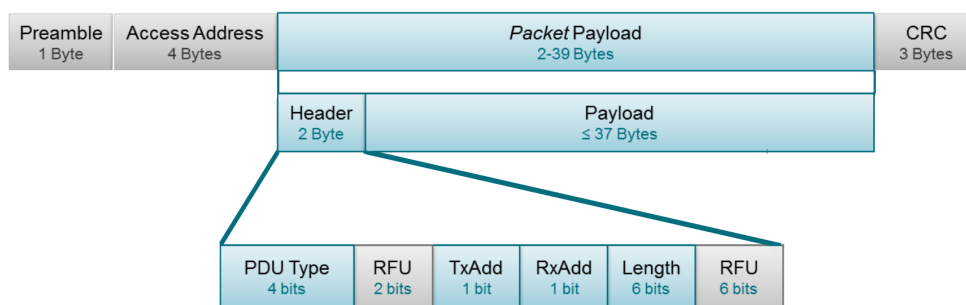 Preamble
1 Byte
Access Address
4 Bytes
Packet Payload
2-39 Bytes
CRC
3 Bytes
Header
2 Byte
Payload
≤ 37 Bytes
PDU Type
4 bits
RFU
2 bits
TxAdd
1 bit
RxAdd
1 bit
Length
6 bits
RFU
6 bits